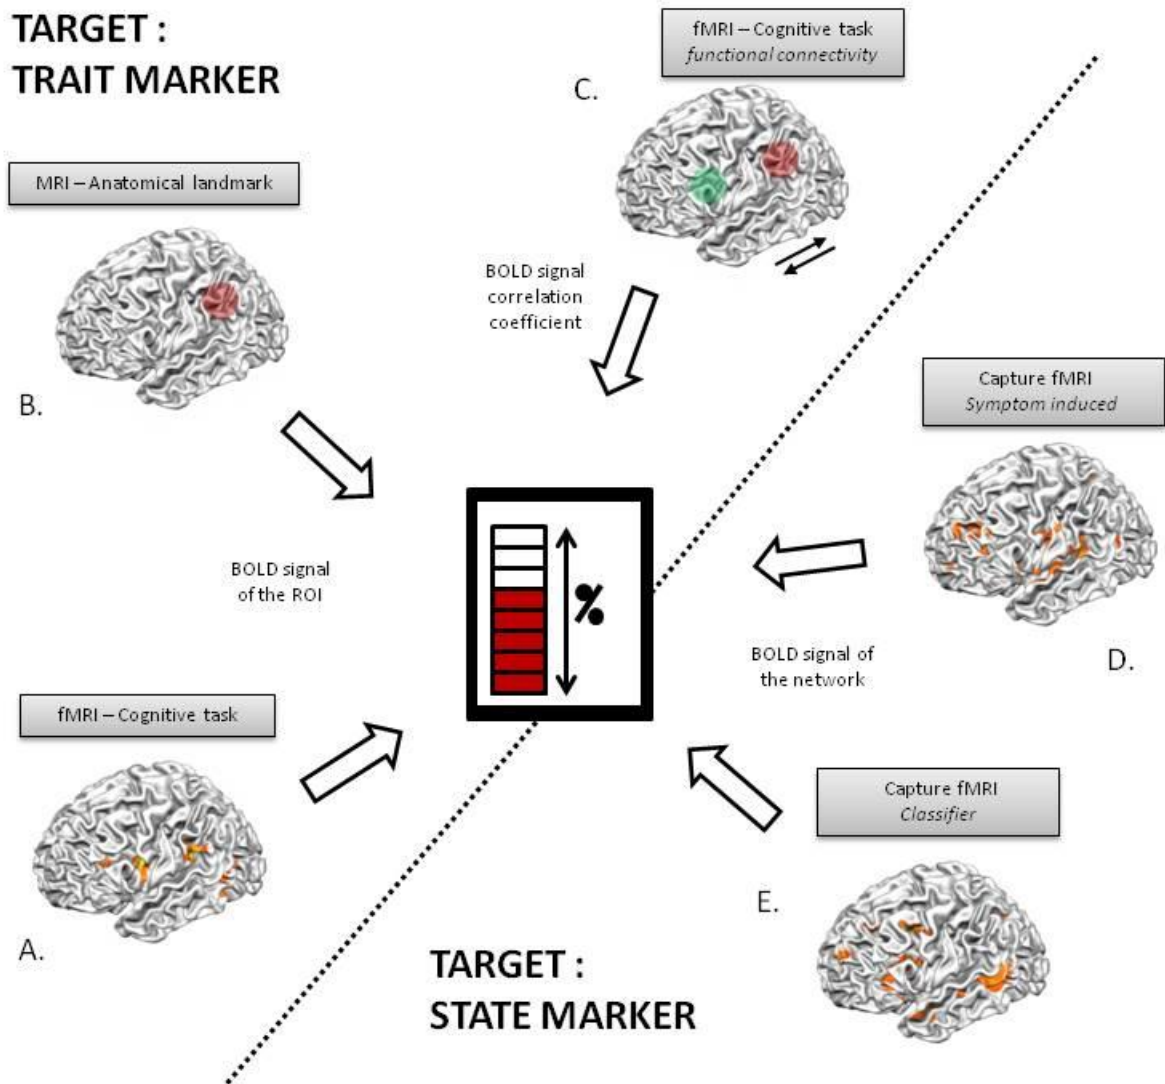 TARGET :
TRAIT MARKER
fMRI – Cognitive task
functional connectivity
C.
MRI – Anatomical landmark
BOLD signal
correlation
coefficient
B.
Capture fMRI
Symptom induced
BOLD signal
of the ROI
%
D.
BOLD signal of
the network
fMRI – Cognitive task
Capture fMRI
Classifier
E.
A.
TARGET :
STATE MARKER